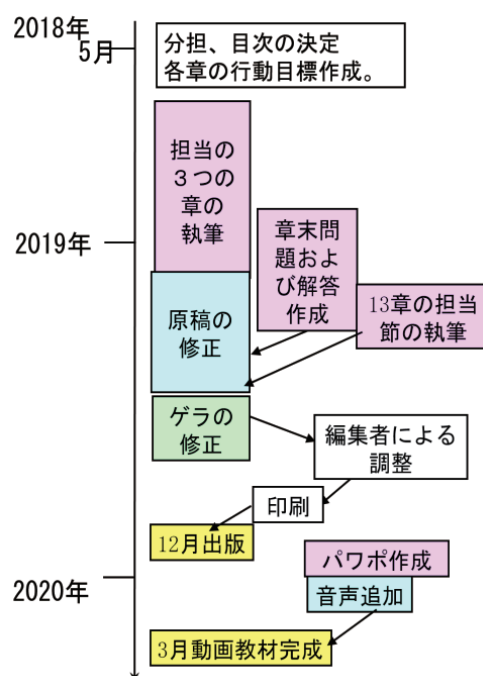 2018年
5月
分担、目次の決定
各章の行動目標作成。
担当の
３つの
章の
執筆
2019年
章末問
題およ
び解答
作成
13章の担当
節の執筆
原稿の
修正
ゲラの
修正
編集者による
調整
印刷
12月出版
2020年
パワポ作成
音声追加
3月動画教材完成